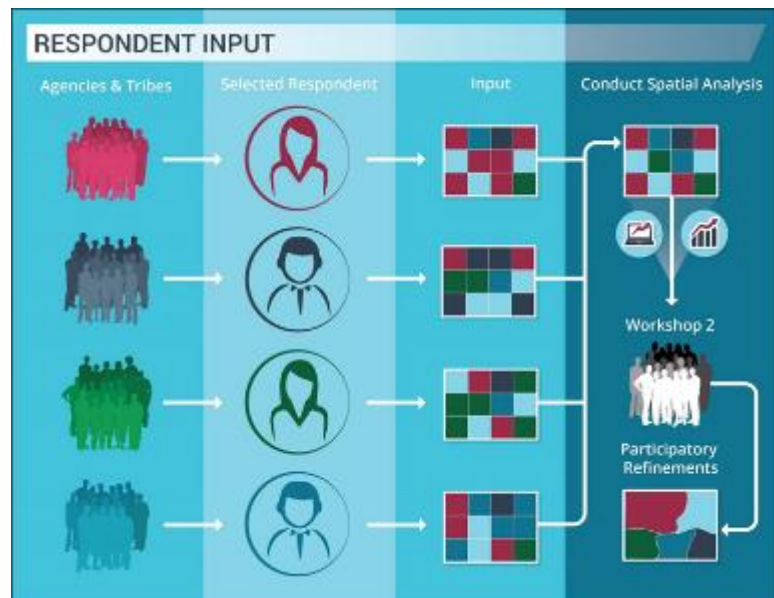 RESPONDENT INPUT
Agencies & Tribes
Selected Respondent
Input
Conduct Spatial Analysis
Workshop 2
Participatory
Refinements